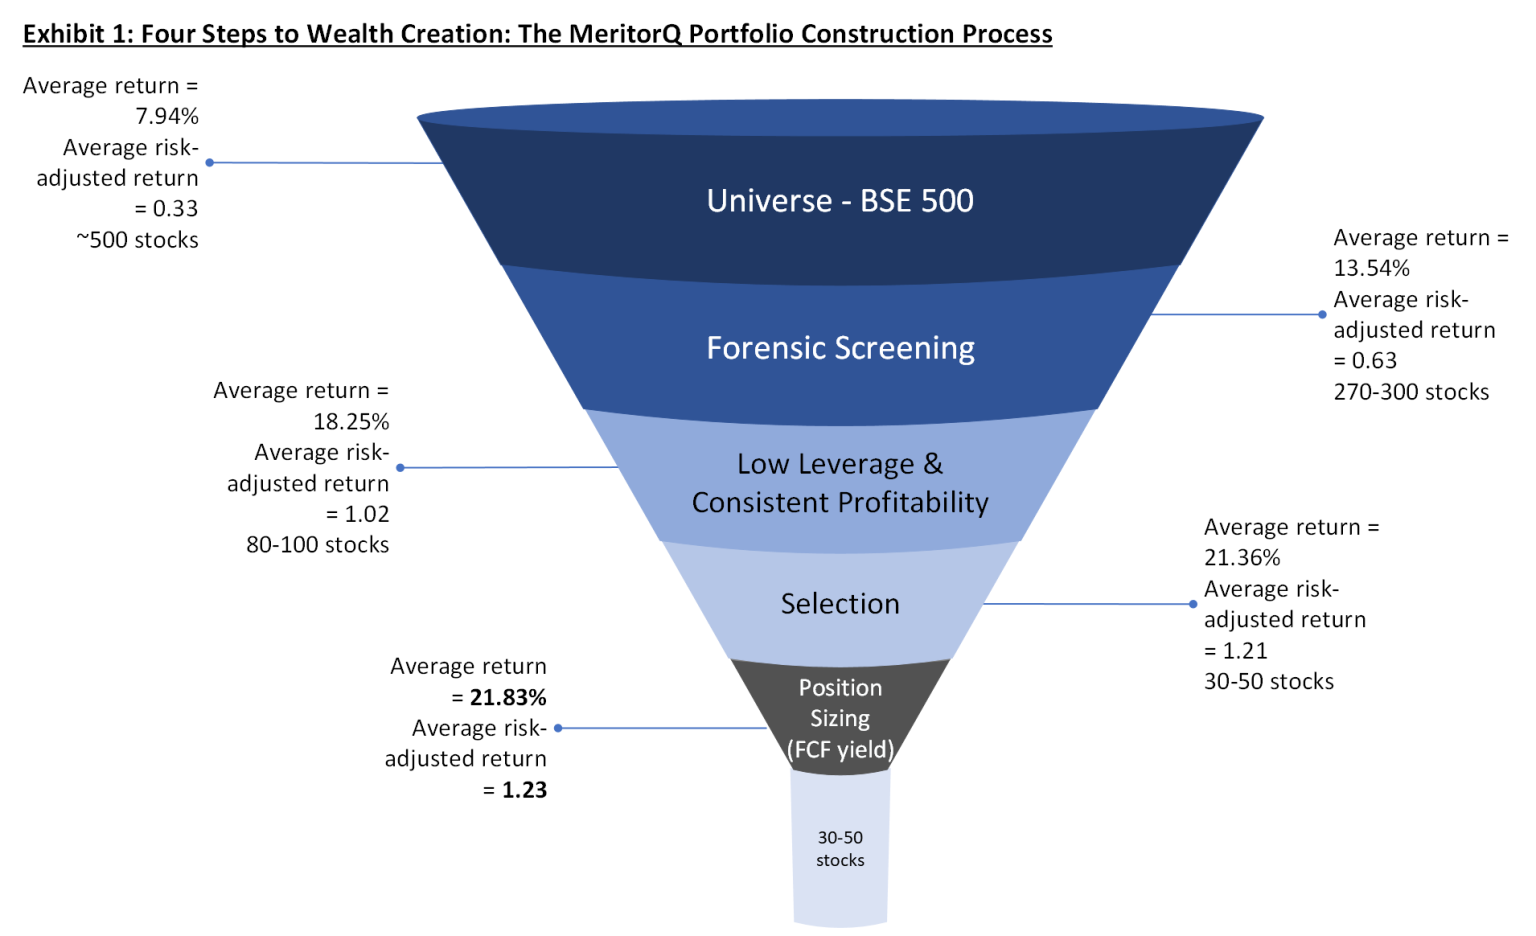 Exhibit 1: Four Steps to Wealth Creation: The MeritorQ Portfolio Construction Process
Average return =
7.94%
Average risk-
adjusted return
= 0.33
~500 stocks
Universe - BSE 500
Average return =
13.54%
Average risk-
adjusted return
= 0.63
270-300 stocks
Forensic Screening
Average return =
18.25%
Average risk-
adjusted return
= 1.02
80-100 stocks
Low Leverage &
Consistent Profitability
Average return =
21.36%
Average risk-
adjusted return
= 1.21
30-50 stocks
Selection
Average return
= 21.83%
Average risk-
adjusted return
= 1.23
Position
Sizing
(FCF yield)
30-50
stocks